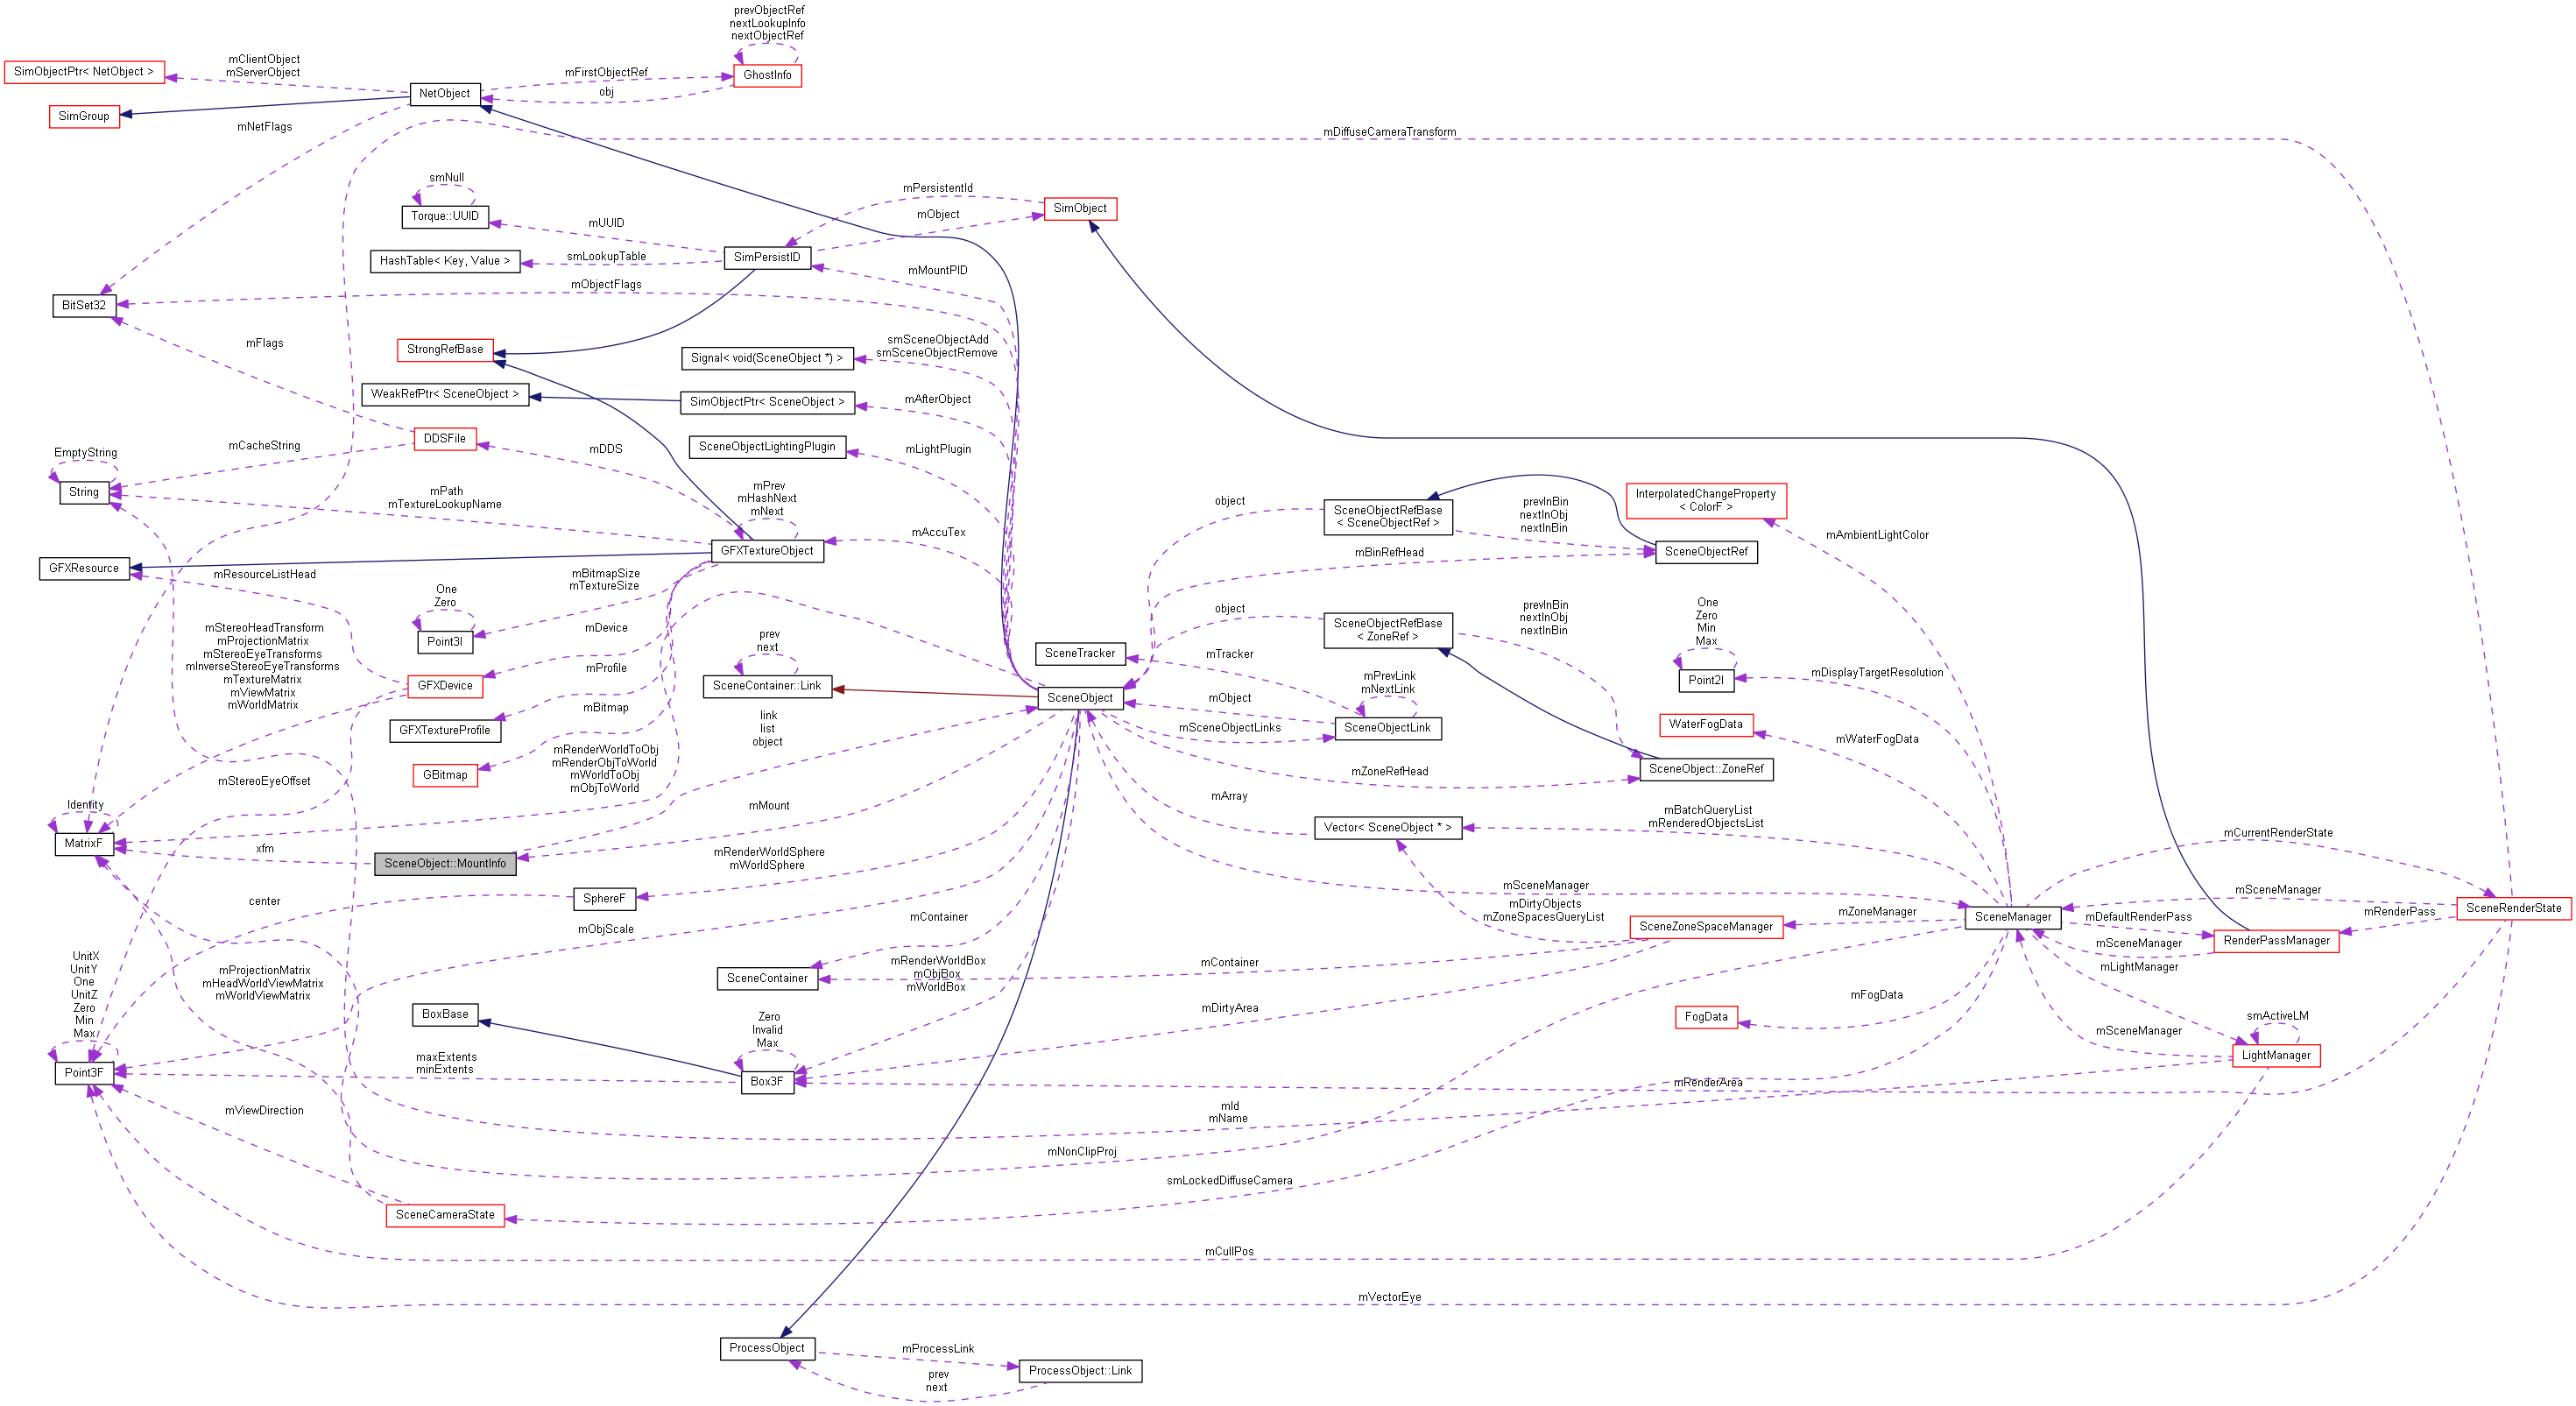 prevObjectRef
nextLookupInfo
nextObjectRef
SimObjectPtr< NetObject >
mClientObject
mServerObject
mFirstObjectRef
GhostInfo
NetObject
obj
SimGroup
mNetFlags
mDiffuseCameraTransform
smNull
Torque::UUID
mUUID
mPersistentId
mObject
SimObject
HashTable< Key, Value >
smLookupTable
SimPersistID
mMountPID
BitSet32
mObjectFlags
mFlags
StrongRefBase
Signal< void(SceneObject *) >
smSceneObjectAdd
smSceneObjectRemove
WeakRefPtr< SceneObject >
SimObjectPtr< SceneObject >
mAfterObject
DDSFile
mCacheString
mDDS
SceneObjectLightingPlugin
mLightPlugin
EmptyString
String
mPath
mTextureLookupName
mPrev
mHashNext
mNext
GFXTextureObject
mAccuTex
GFXResource
mResourceListHead
mBitmapSize
mTextureSize
One
Zero
Point3I
mDevice
mStereoHeadTransform
mProjectionMatrix
mStereoEyeTransforms
mInverseStereoEyeTransforms
mTextureMatrix
mViewMatrix
mWorldMatrix
GFXDevice
mProfile
GFXTextureProfile
mBitmap
GBitmap
prev
next
SceneContainer::Link
link
list
object
mRenderWorldToObj
mRenderObjToWorld
mWorldToObj
mObjToWorld
mStereoEyeOffset
Identity
MatrixF
xfm
SceneObject::MountInfo
mMount
SceneObject
object
SceneObjectRefBase
< SceneObjectRef >
prevInBin
nextInObj
nextInBin
mBinRefHead
SceneObjectRef
InterpolatedChangeProperty
< ColorF >
mAmbientLightColor
object
SceneObjectRefBase
< ZoneRef >
prevInBin
nextInObj
nextInBin
SceneTracker
mTracker
mPrevLink
mNextLink
mObject
SceneObjectLink
mSceneObjectLinks
mZoneRefHead
SceneObject::ZoneRef
One
Zero
Min
Max
Point2I
mDisplayTargetResolution
WaterFogData
mWaterFogData
mArray
Vector< SceneObject * >
mBatchQueryList
mRenderedObjectsList
mCurrentRenderState
mRenderWorldSphere
mWorldSphere
SphereF
center
mSceneManager
mDirtyObjects
mZoneSpacesQueryList
SceneZoneSpaceManager
mZoneManager
SceneManager
mSceneManager
SceneRenderState
mDefaultRenderPass
mRenderPass
RenderPassManager
mSceneManager
mContainer
mObjScale
SceneContainer
mRenderWorldBox
mObjBox
mWorldBox
mContainer
mLightManager
mProjectionMatrix
mHeadWorldViewMatrix
mWorldViewMatrix
UnitX
UnitY
One
UnitZ
Zero
Min
Max
Point3F
BoxBase
Zero
Invalid
Max
Box3F
maxExtents
minExtents
mDirtyArea
FogData
mFogData
mSceneManager
smActiveLM
LightManager
mRenderArea
mViewDirection
mId
mName
mNonClipProj
smLockedDiffuseCamera
SceneCameraState
mCullPos
mVectorEye
ProcessObject
mProcessLink
ProcessObject::Link
prev
next